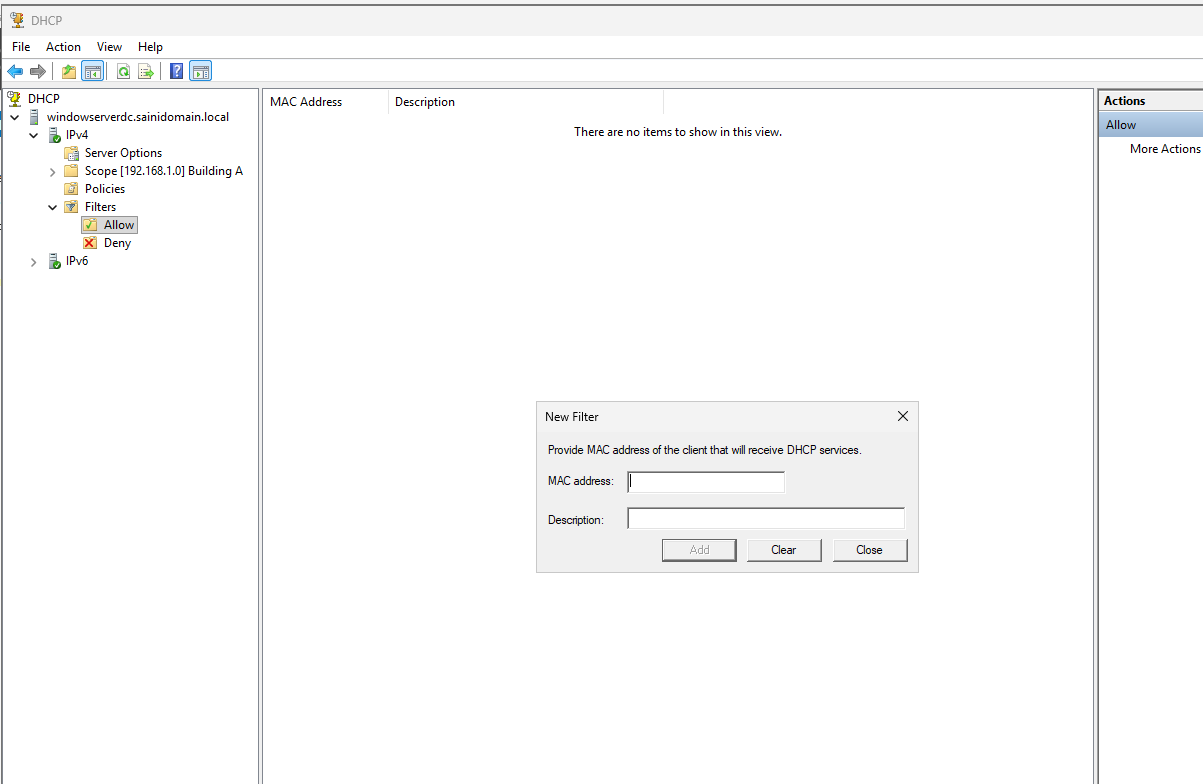 DHCP
File Action View Help
DHCP
windowserverdc.sainidomain.local
IPv4
Server Options
Scope [192.168.1.0] Building A
Policies
Filters
Allow
Deny
IPv6
MAC Address Description
There are no items to show in this view.
New Filter
Provide MAC address of the client that will receive DHCP services.
MAC address:
Description:
Add Clear Close
Actions
Allow
More Actions